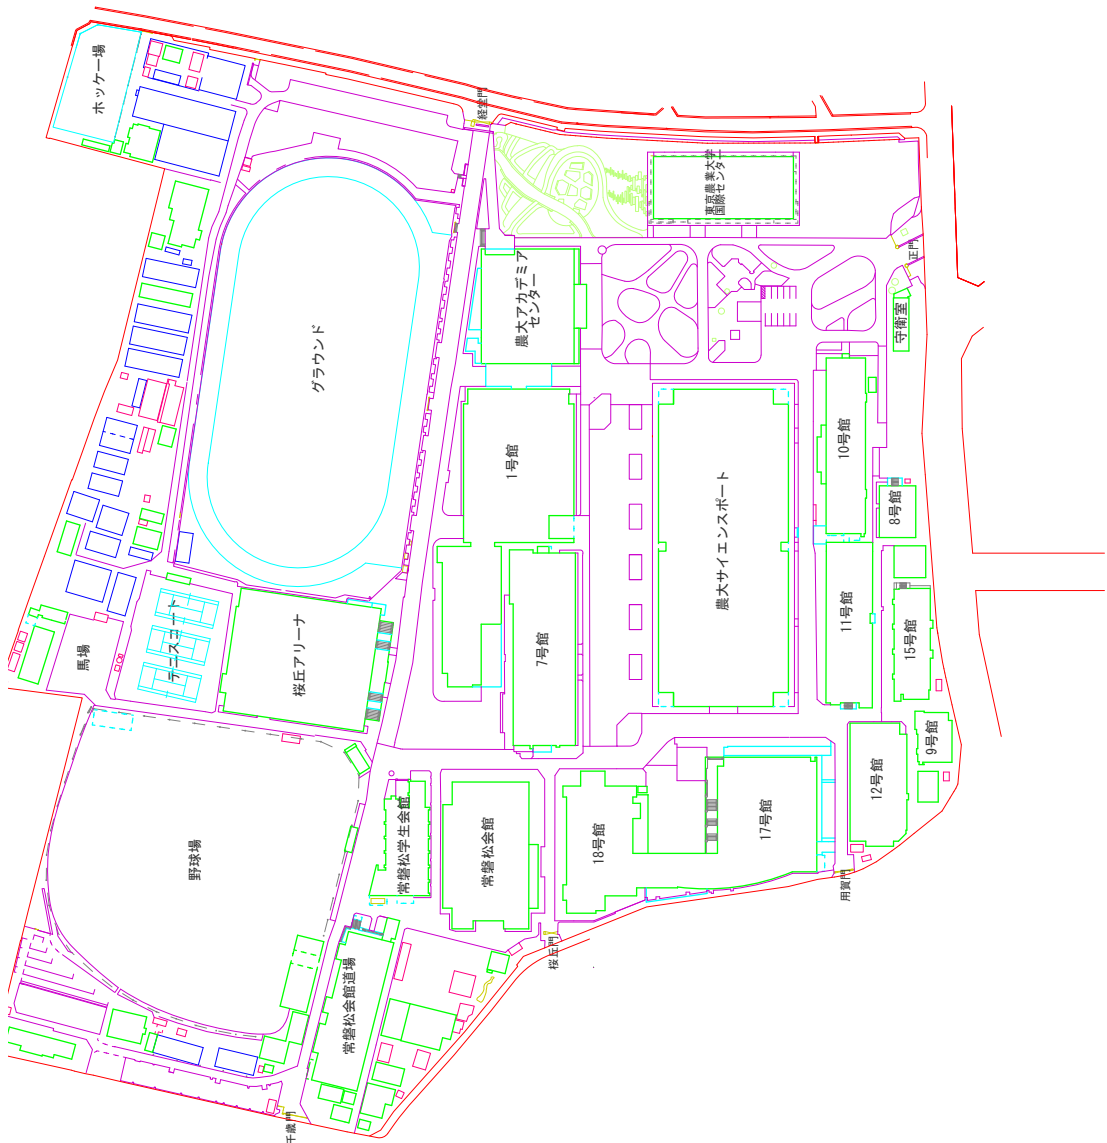 ホッケー場
経堂門
東京農業大学
国際センター
正門
農大アカデミア
センター
守衛室
グラウンド
1号館
10号館
農大サイエンスポート
8号館
11号館
テニスコート
馬場
桜丘アリーナ
7号館
15号館
9号館
12号館
野球場
常磐松学生会館
常磐松会館
18号館
17号館
用賀門
桜丘門
常磐松会館道場
千歳門